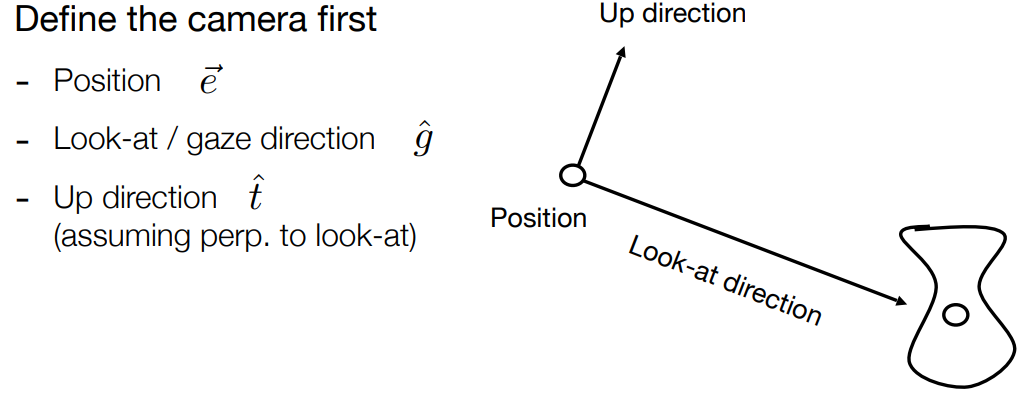 Define the camera first
- Position $\vec{e}$
- Look-at / gaze direction $\hat{g}$
- Up direction $\hat{t}$
(assuming perp. to look-at)
Up direction
Position
Look-at direction